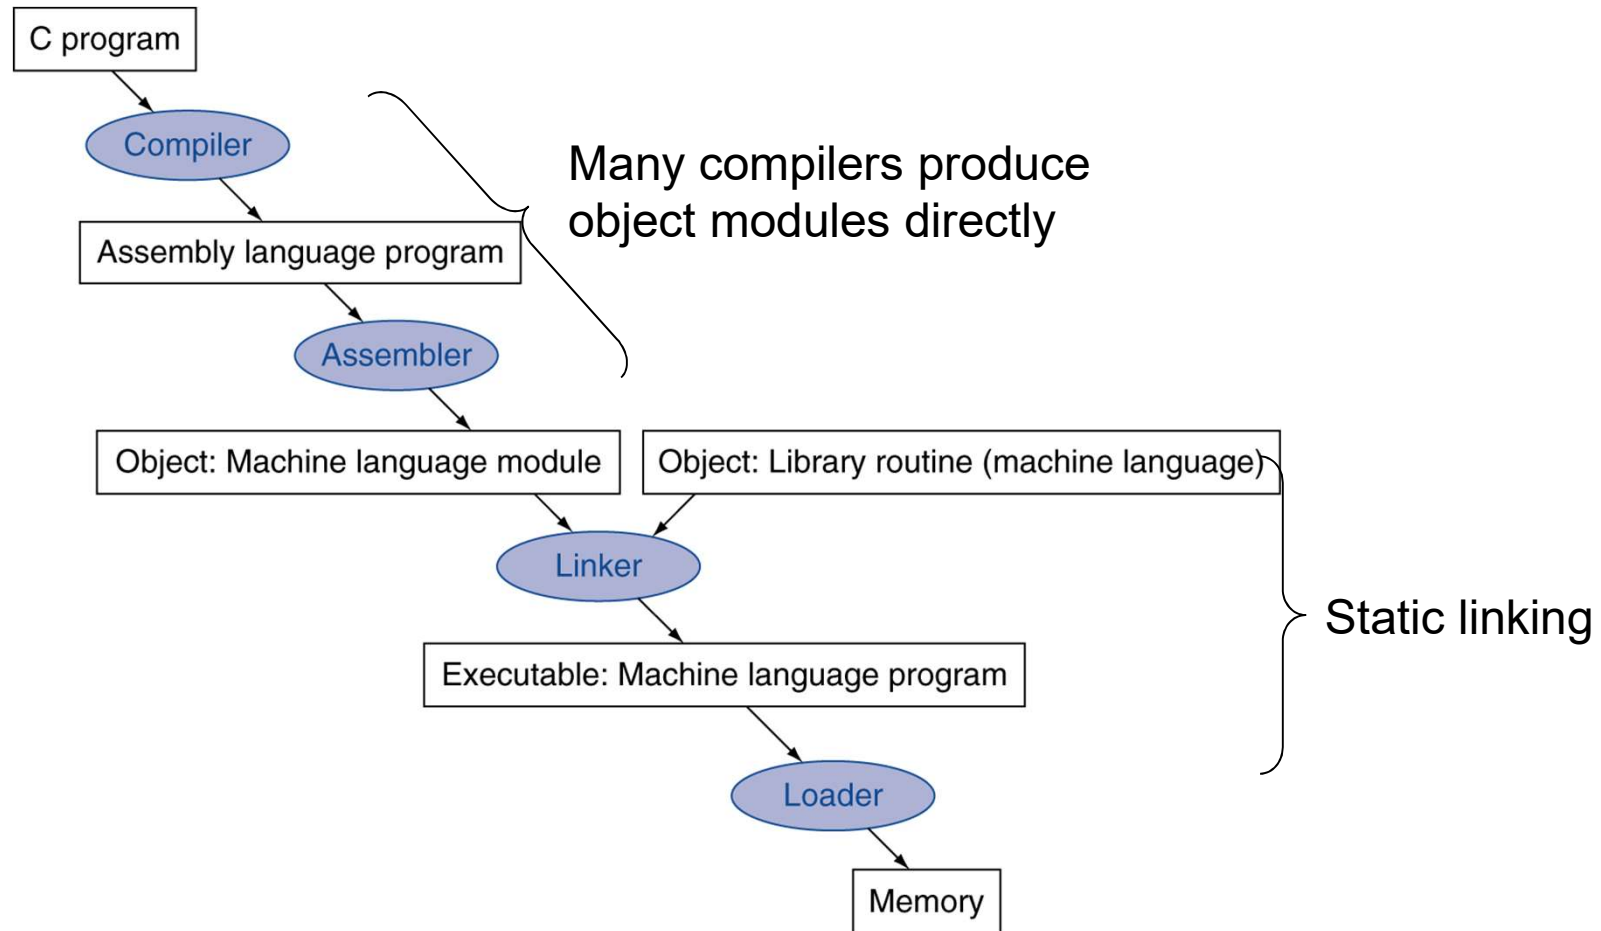 C program
Compiler
Many compilers produce
object modules directly
Assembly language program
Assembler
Object: Machine language module
Object: Library routine (machine language)
Linker
Static linking
Executable: Machine language program
Loader
Memory